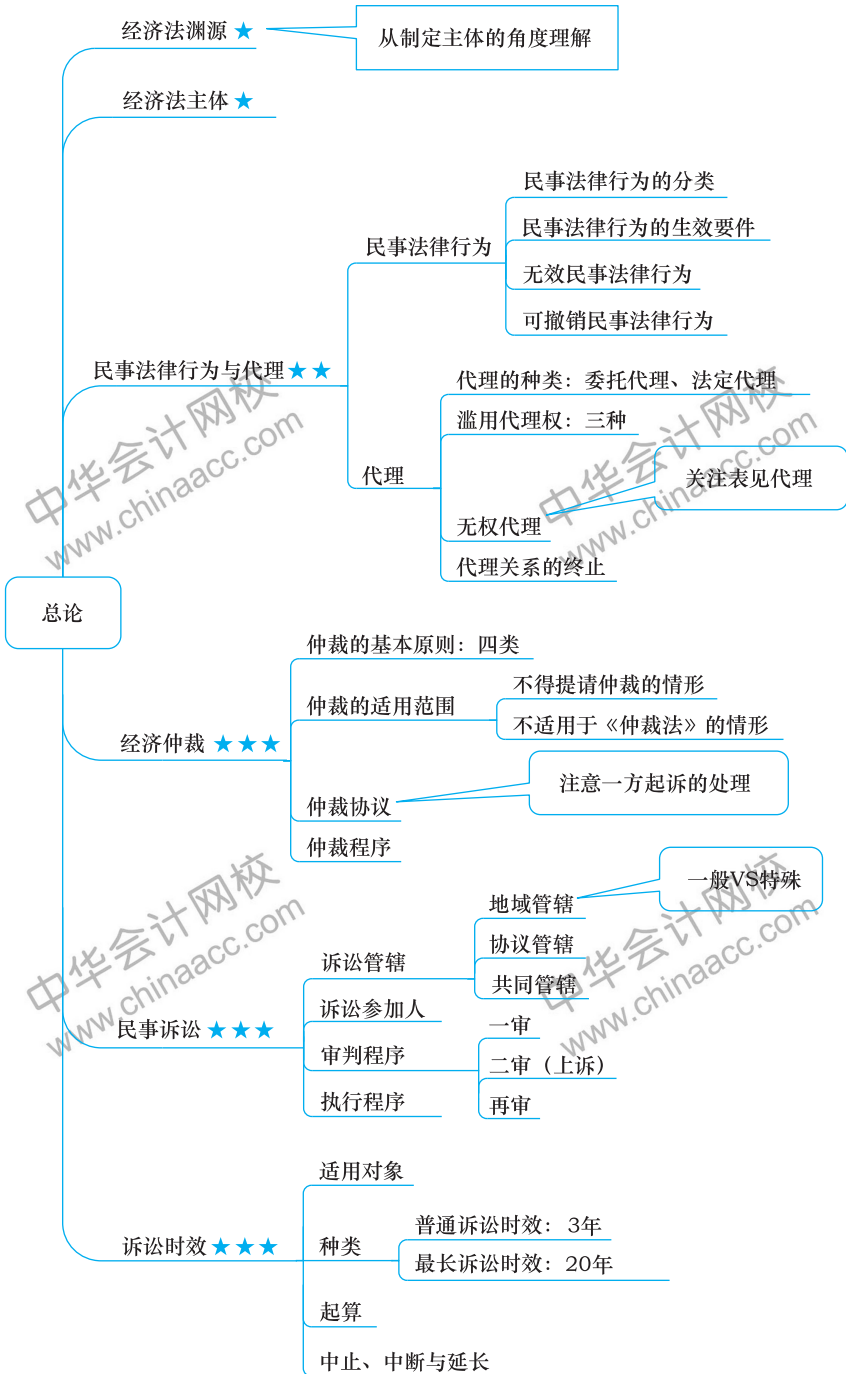 经济法渊源 ★
从制定主体的角度理解
经济法主体 ★
民事法律行为的分类
民事法律行为的生效要件
民事法律行为
无效民事法律行为
可撤销民事法律行为
民事法律行为与代理★★
代理的种类：委托代理、法定代理
滥用代理权：三种
代理
关注表见代理
无权代理
代理关系的终止
总论
仲裁的基本原则：四类
仲裁的适用范围
不得提请仲裁的情形
不适用于《仲裁法》的情形
经济仲裁 ★★★
注意一方起诉的处理
仲裁协议
仲裁程序
一般VS特殊
地域管辖
协议管辖
诉讼管辖
共同管辖
诉讼参加人
民事诉讼 ★★★
一审
审判程序
二审（上诉）
执行程序
再审
适用对象
诉讼时效 ★★★
种类
普通诉讼时效：3年
最长诉讼时效：20年
起算
中止、中断与延长
中华会计网校
www.chinaacc.com
中华会计网校
www.chinaacc.com
中华会计网校
www.chinaacc.com
中华会计网校
www.chinaacc.com